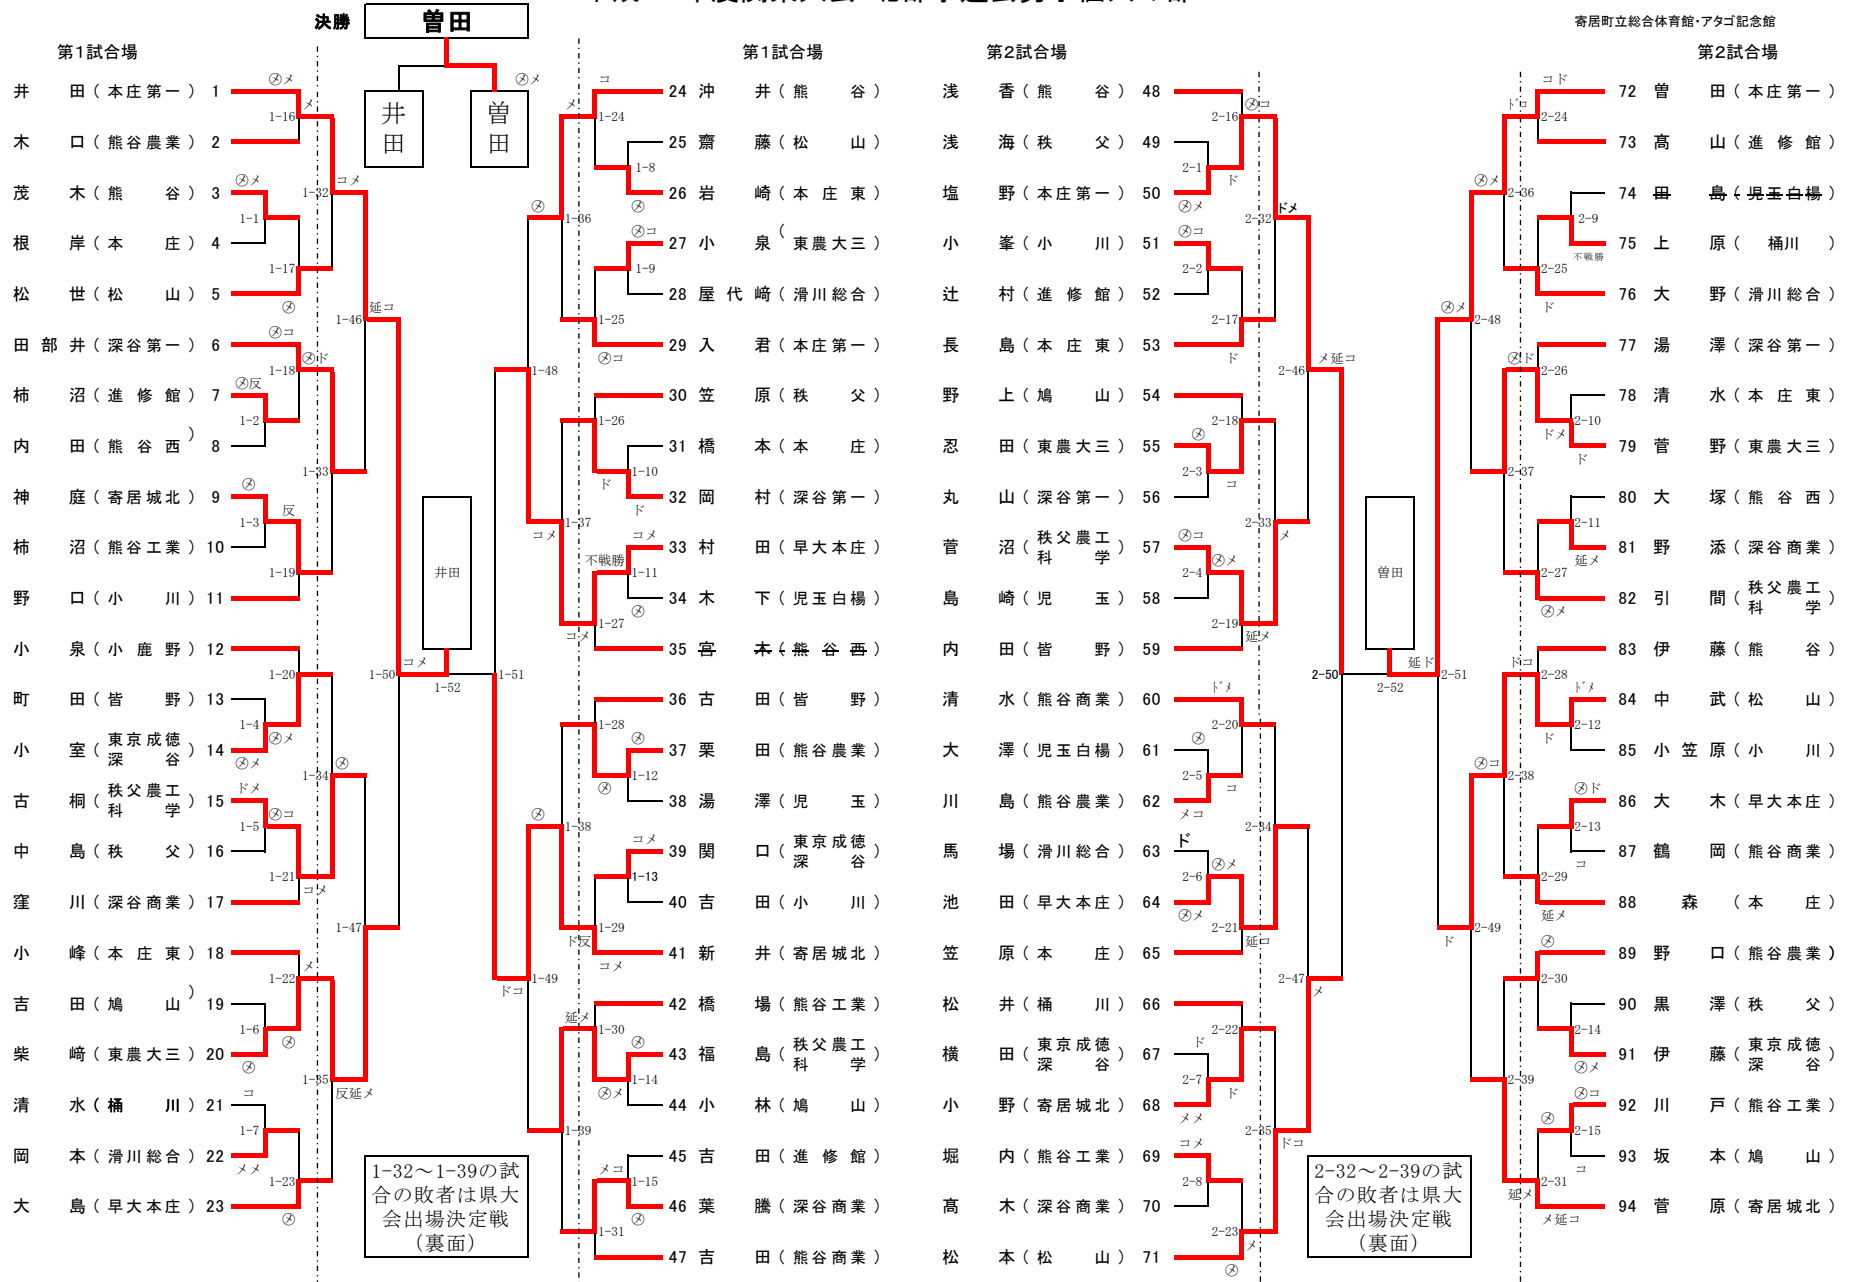 決勝
曽田
寄居町立総合体育館・アタゴ記念館
第1試合場
第1試合場
第2試合場
第2試合場
井田
曽田
井田(本庄第一) 1
木口(熊谷農業) 2
茂木(熊谷) 3
根岸(本庄) 4
松世(松山) 5
田部井(深谷第一) 6
柿沼(進修館) 7
内田(熊谷西) 8
神庭(寄居城北) 9
柿沼(熊谷工業) 10
野口(小川) 11
小泉(小鹿野) 12
町田(皆野) 13
小室(東京成徳深谷) 14
古桐(秩父農工科学) 15
中島(秩父) 16
窪川(深谷商業) 17
小峰(本庄東) 18
吉田(鳩山) 19
柴﨑(東農大三) 20
清水(桶川) 21
岡本(滑川総合) 22
大島(早大本庄) 23
24 沖井(熊谷)
25 齋藤(松山)
26 岩崎(本庄東)
27 小泉(東農大三)
28 屋代﨑(滑川総合)
29 入君(本庄第一)
30 笠原(秩父)
31 橋本(本庄)
32 岡村(深谷第一)
33 村田(早大本庄)
34 木下(児玉白楊)
35 宮木(熊谷西)
36 古田(皆野)
37 栗田(熊谷農業)
38 湯澤(児玉)
39 関口(東京成徳深谷)
40 吉田(小川)
41 新井(寄居城北)
42 橋場(熊谷工業)
43 福島(秩父農工科学)
44 小林(鳩山)
45 吉田(進修館)
46 葉騰(深谷商業)
47 吉田(熊谷商業)
浅香(熊谷) 48
浅海(秩父) 49
塩野(本庄第一) 50
小峯(小川) 51
辻村(進修館) 52
長島(本庄東) 53
野上(鳩山) 54
忍田(東農大三) 55
丸山(深谷第一) 56
菅沼(秩父農工科学) 57
島崎(児玉) 58
内田(皆野) 59
清水(熊谷商業) 60
大澤(児玉白楊) 61
川島(熊谷農業) 62
馬場(滑川総合) 63
池田(早大本庄) 64
笠原(本庄) 65
松井(桶川) 66
横田(東京成徳深谷) 67
小野(寄居城北) 68
堀内(熊谷工業) 69
髙木(深谷商業) 70
松本(松山) 71
72 曽田(本庄第一)
73 髙山(進修館)
74 田島(児玉白楊)
75 上原(桶川)
76 大野(滑川総合)
77 湯澤(深谷第一)
78 清水(本庄東)
79 菅野(東農大三)
80 大塚(熊谷西)
81 野添(深谷商業)
82 引間(秩父農工科学)
83 伊藤(熊谷)
84 中武(松山)
85 小笠原(小川)
86 大木(早大本庄)
87 鶴岡(熊谷商業)
88 森(本庄)
89 野口(熊谷農業)
90 黒澤(秩父)
91 伊藤(東京成徳深谷)
92 川戸(熊谷工業)
93 坂本(鳩山)
94 菅原(寄居城北)
井田
曽田
1-32～1-39の試
合の敗者は県大
会出場決定戦
(裏面)
2-32～2-39の試
合の敗者は県大
会出場決定戦
(裏面)